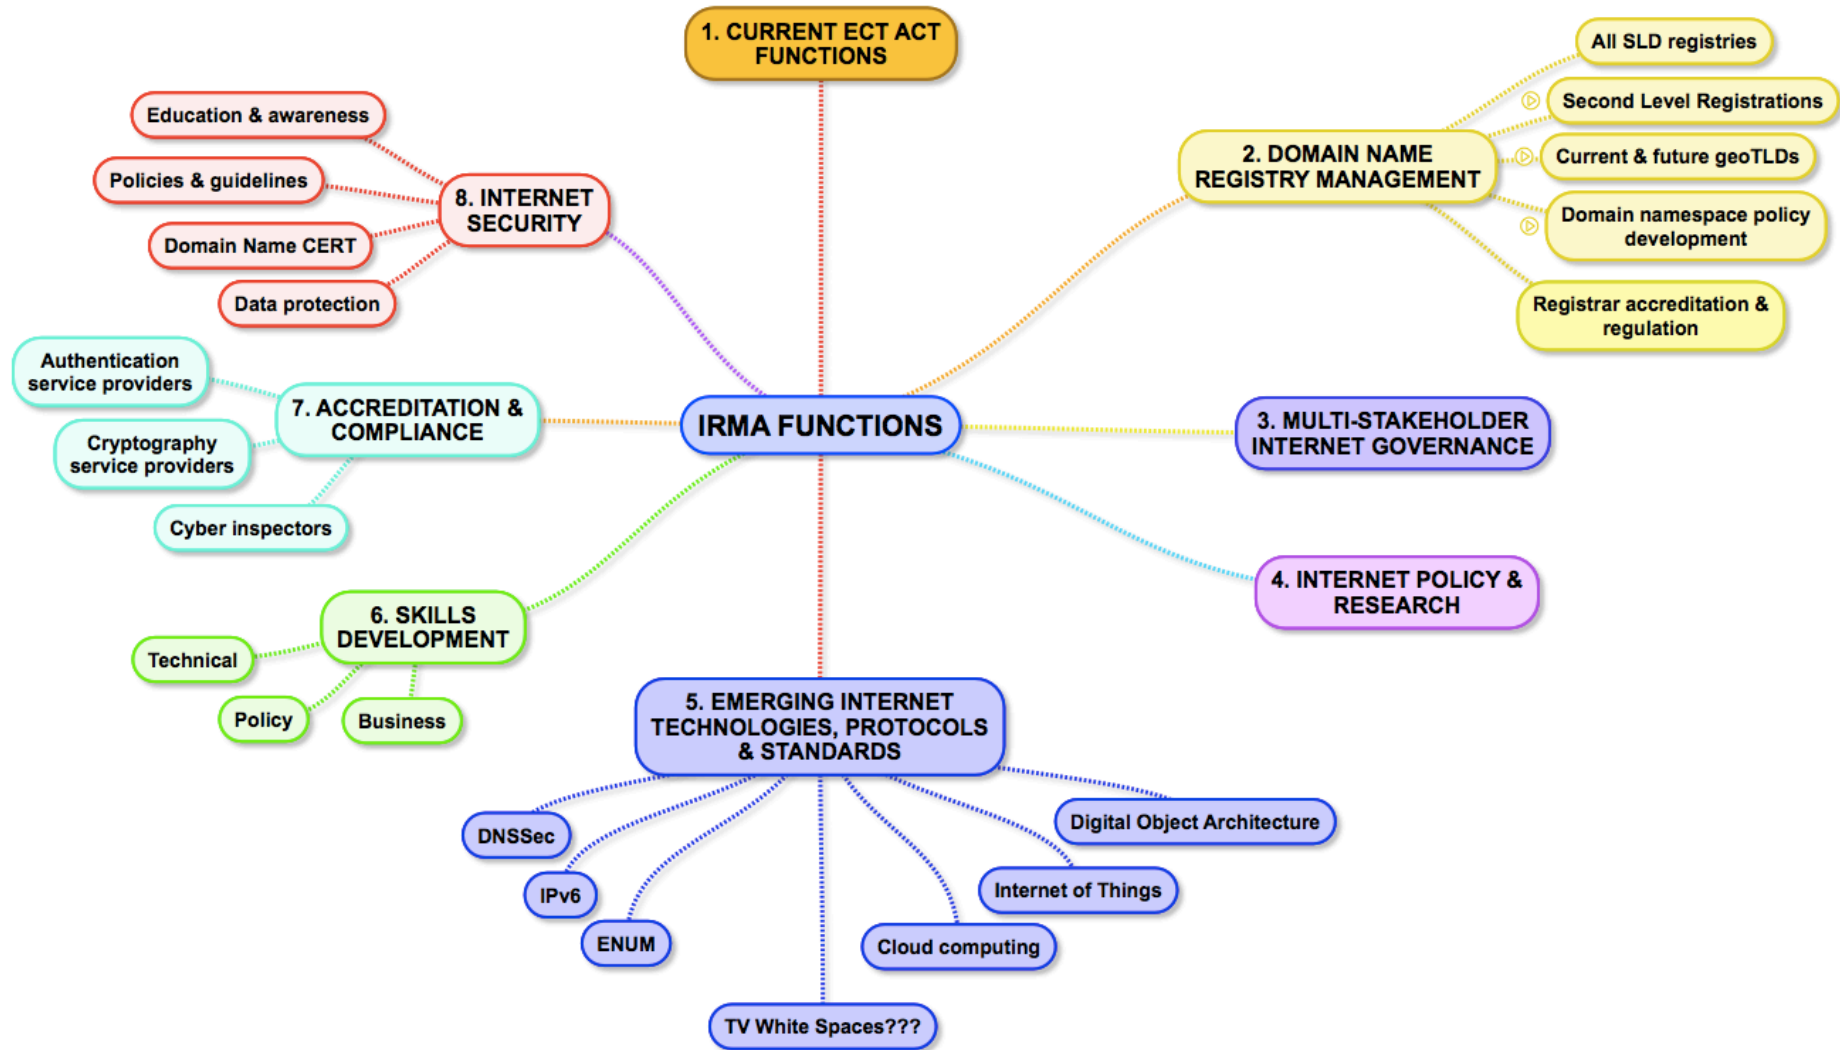 1. CURRENT ECT ACT
FUNCTIONS
All SLD registries
Second Level Registrations
2. DOMAIN NAME
REGISTRY MANAGEMENT
Current & future geoTLDs
Domain namespace policy
development
Registrar accreditation &
regulation
Education & awareness
Policies & guidelines
8. INTERNET
SECURITY
Domain Name CERT
Data protection
Authentication
service providers
7. ACCREDITATION &
COMPLIANCE
Cryptography
service providers
Cyber inspectors
IRMA FUNCTIONS
3. MULTI-STAKEHOLDER
INTERNET GOVERNANCE
4. INTERNET POLICY &
RESEARCH
6. SKILLS
DEVELOPMENT
Technical
Policy
Business
5. EMERGING INTERNET
TECHNOLOGIES, PROTOCOLS
& STANDARDS
DNSSec
IPv6
ENUM
TV White Spaces???
Cloud computing
Internet of Things
Digital Object Architecture